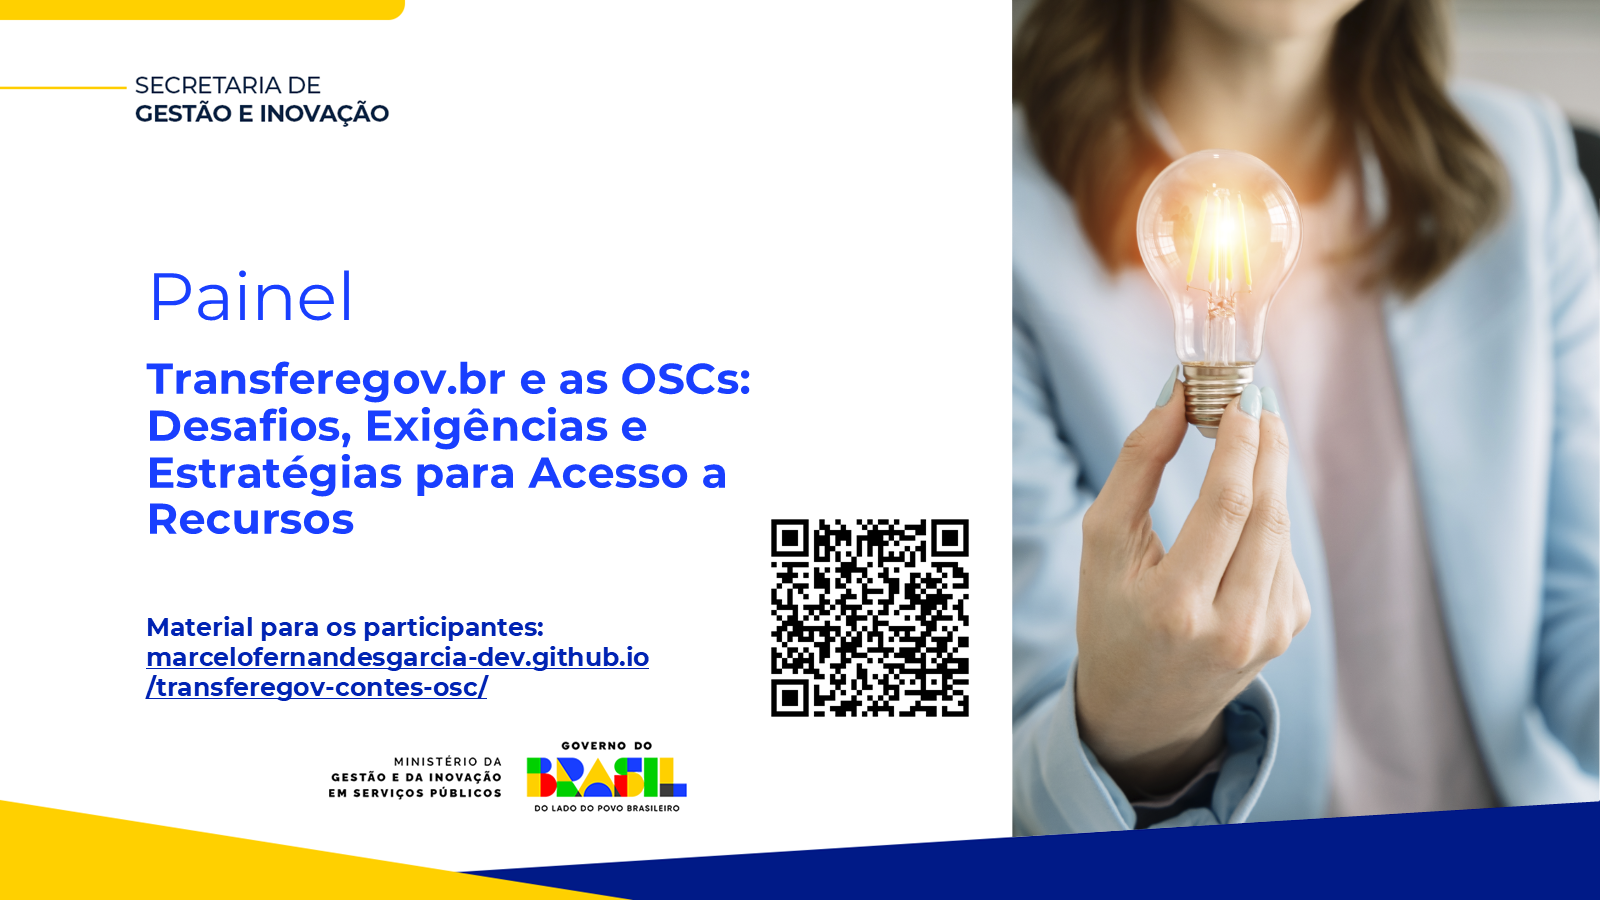 SECRETARIA DE
GESTÃO E INOVAÇÃO
Painel
Transferegov.br e as OSCs:
Desafios, Exigências e
Estratégias para Acesso a
Recursos
Material para os participantes:
marcelofernandesgarcia-dev.github.io
/transferegov-contes-osc/
MINISTÉRIO DA
GESTÃO E DA INOVAÇÃO
EM SERVIÇOS PÚBLICOS
GOVERNO DO
BRASIL
DO LADO DO POVO BRASILEIRO